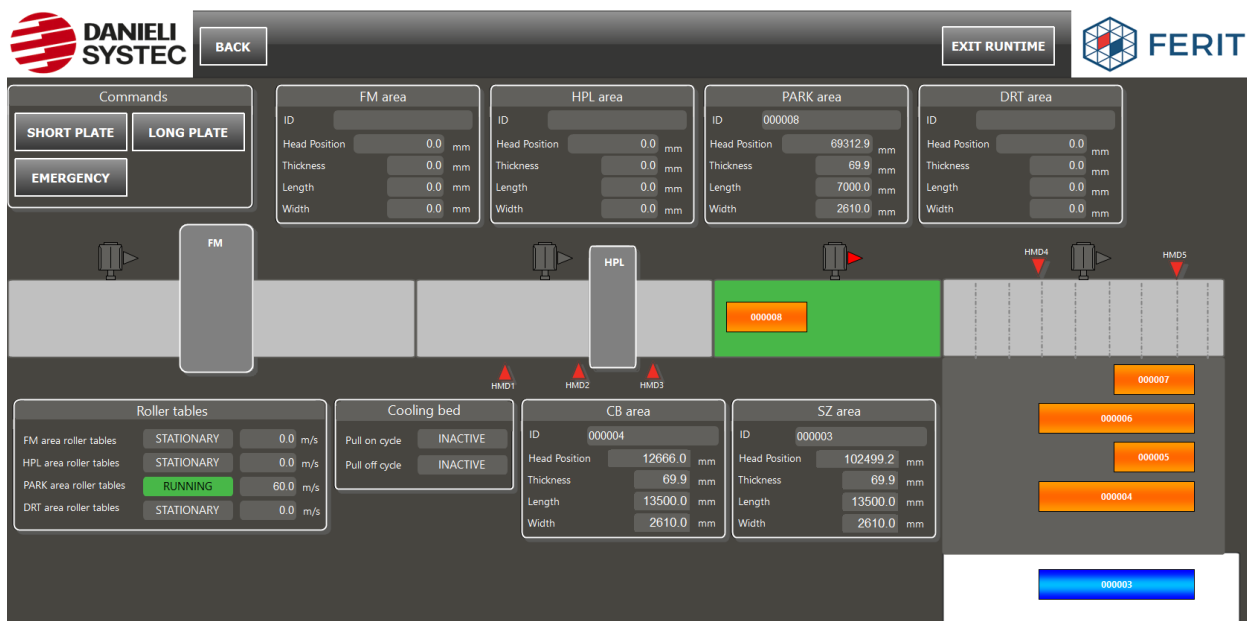 DANIELI
SYSTEC
BACK
EXIT RUNTIME
FERIT
Commands
SHORT PLATE
LONG PLATE
EMERGENCY
FM area
ID
Head Position 0.0 mm
Thickness 0.0 mm
Length 0.0 mm
Width 0.0 mm
HPL area
ID
Head Position 0.0 mm
Thickness 0.0 mm
Length 0.0 mm
Width 0.0 mm
PARK area
ID 000008
Head Position 69312.9 mm
Thickness 69.9 mm
Length 7000.0 mm
Width 2610.0 mm
DRT area
ID
Head Position 0.0 mm
Thickness 0.0 mm
Length 0.0 mm
Width 0.0 mm
FM
HPL
HMD4
HMD5
000008
HMD1
HMD2
HMD3
000007
000006
000005
000004
000003
Roller tables
FM area roller tables STATIONARY 0.0 m/s
HPL area roller tables STATIONARY 0.0 m/s
PARK area roller tables RUNNING 60.0 m/s
DRT area roller tables STATIONARY 0.0 m/s
Cooling bed
Pull on cycle INACTIVE
Pull off cycle INACTIVE
CB area
ID 000004
Head Position 12666.0 mm
Thickness 69.9 mm
Length 13500.0 mm
Width 2610.0 mm
SZ area
ID 000003
Head Position 102499.2 mm
Thickness 69.9 mm
Length 13500.0 mm
Width 2610.0 mm